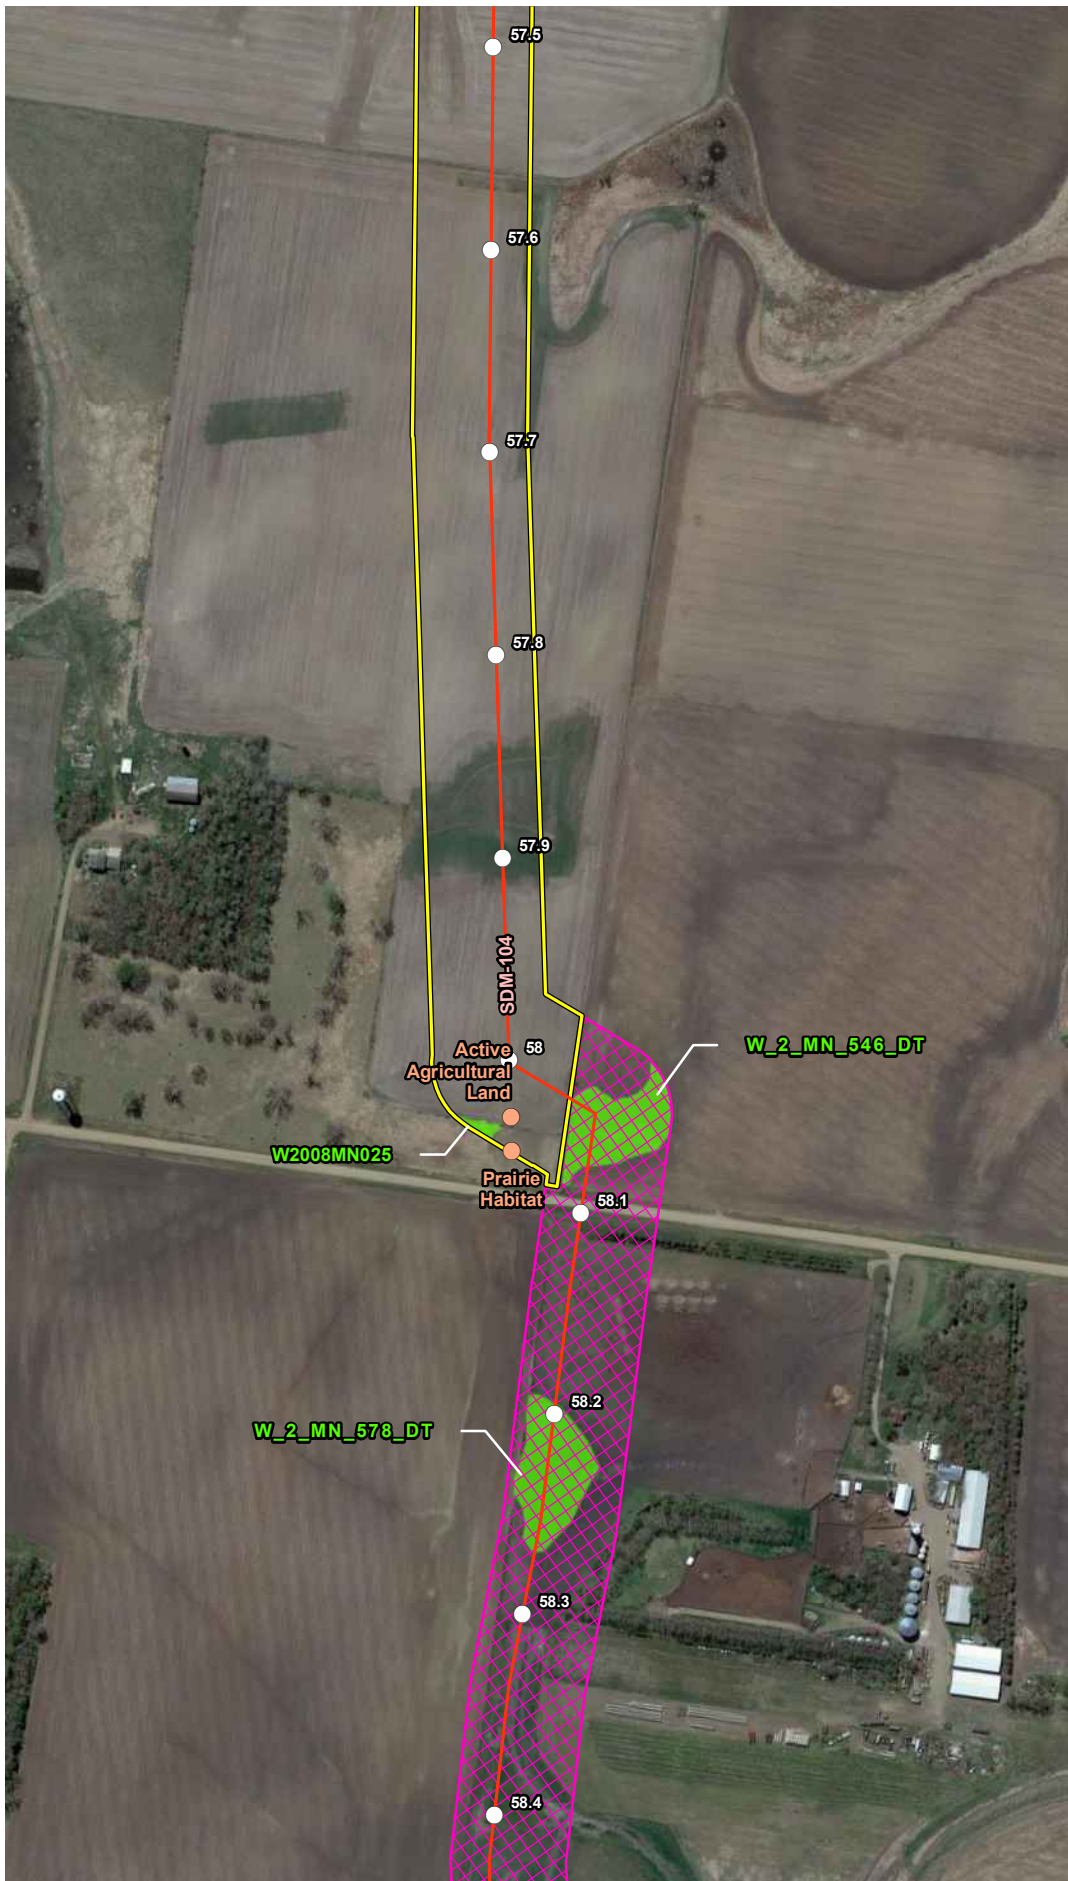 57.5
57.6
57.7
57.8
57.9
SDM-104
58
Active
Agricultural
Land
W_2_MN_546_DT
W2008MN025
Prairie
Habitat
58.1
58.2
W_2_MN_578_DT
58.3
58.4